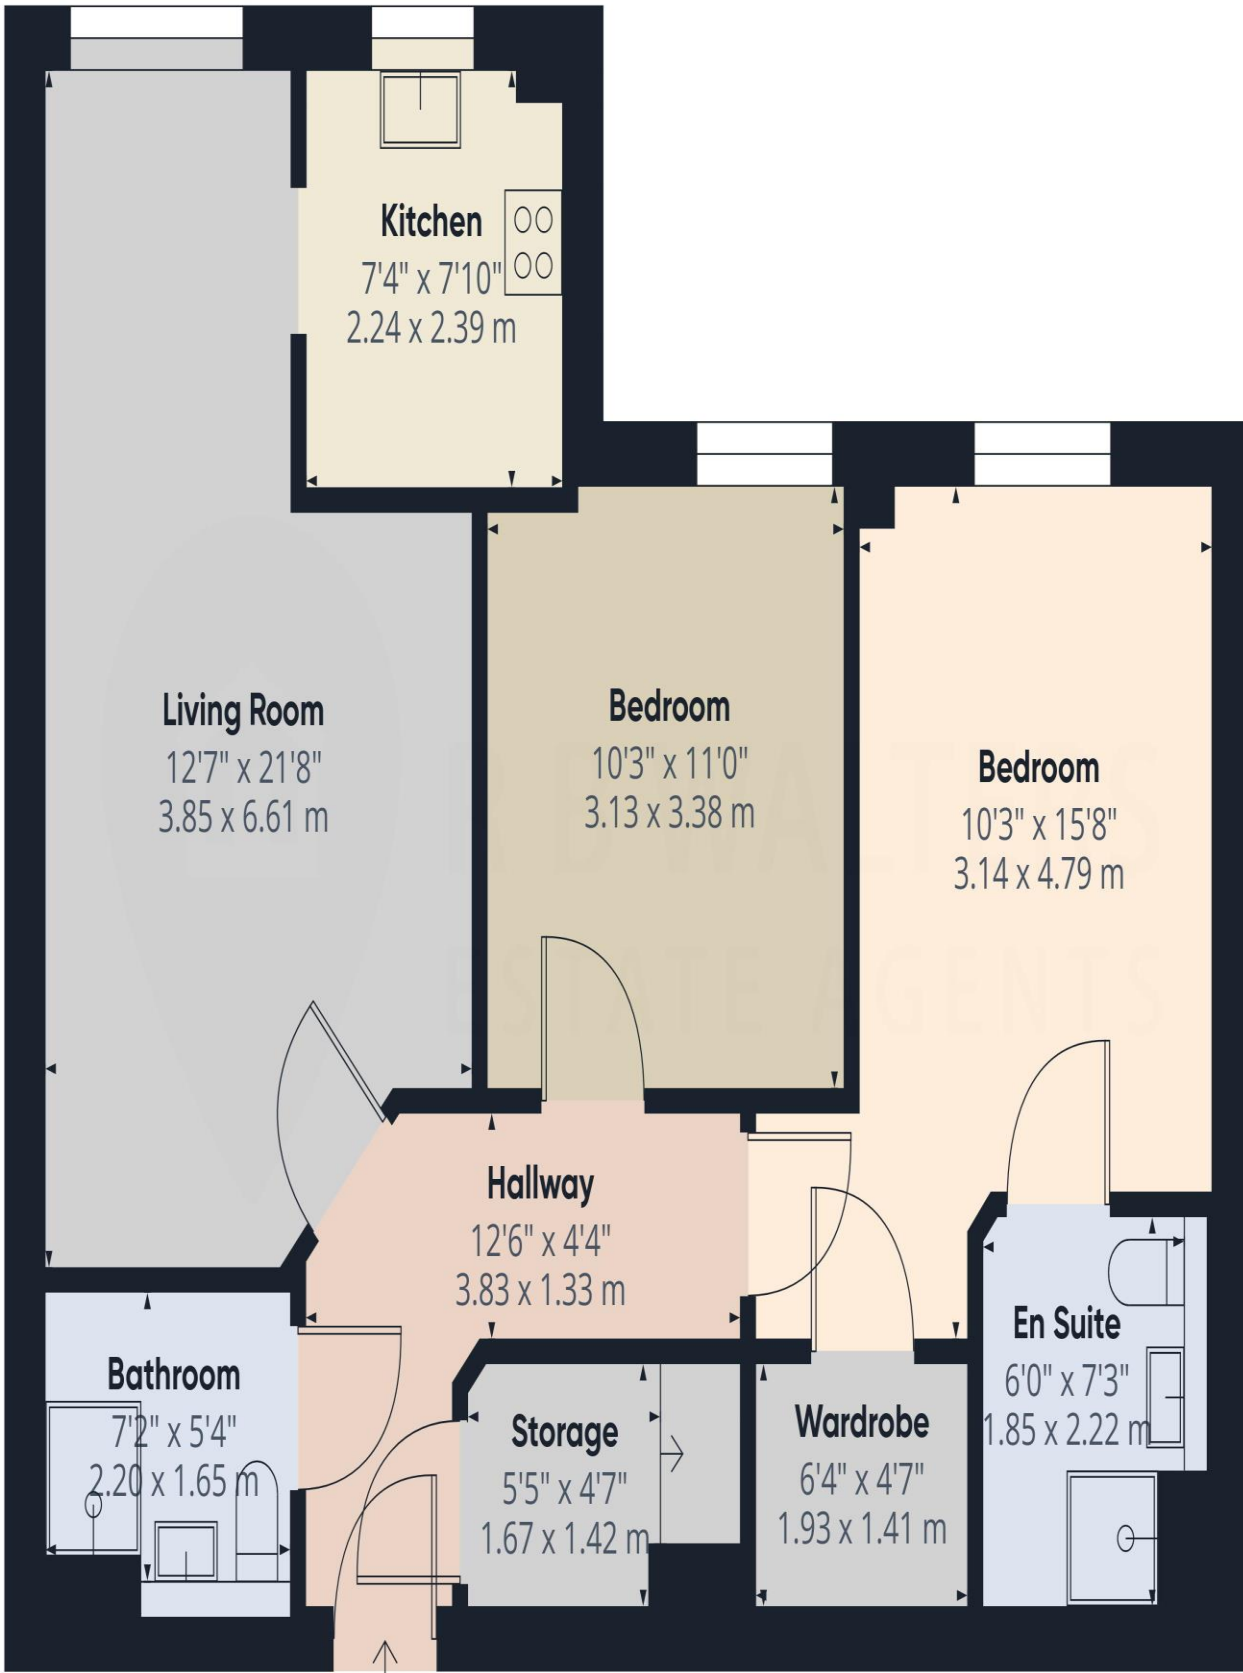 Kitchen
7'4" x 7'10"
2.24 x 2.39 m
Living Room
12'7" x 21'8"
3.85 x 6.61 m
Bedroom
10'3" x 11'0"
3.13 x 3.38 m
Bedroom
10'3" x 15'8"
3.14 x 4.79 m
Hallway
12'6" x 4'4"
3.83 x 1.33 m
Bathroom
7'2" x 5'4"
2.20 x 1.65 m
Storage
5'5" x 4'7"
1.67 x 1.42 m
Wardrobe
6'4" x 4'7"
1.93 x 1.41 m
En Suite
6'0" x 7'3"
1.85 x 2.22 m
ESTATE AGENTS